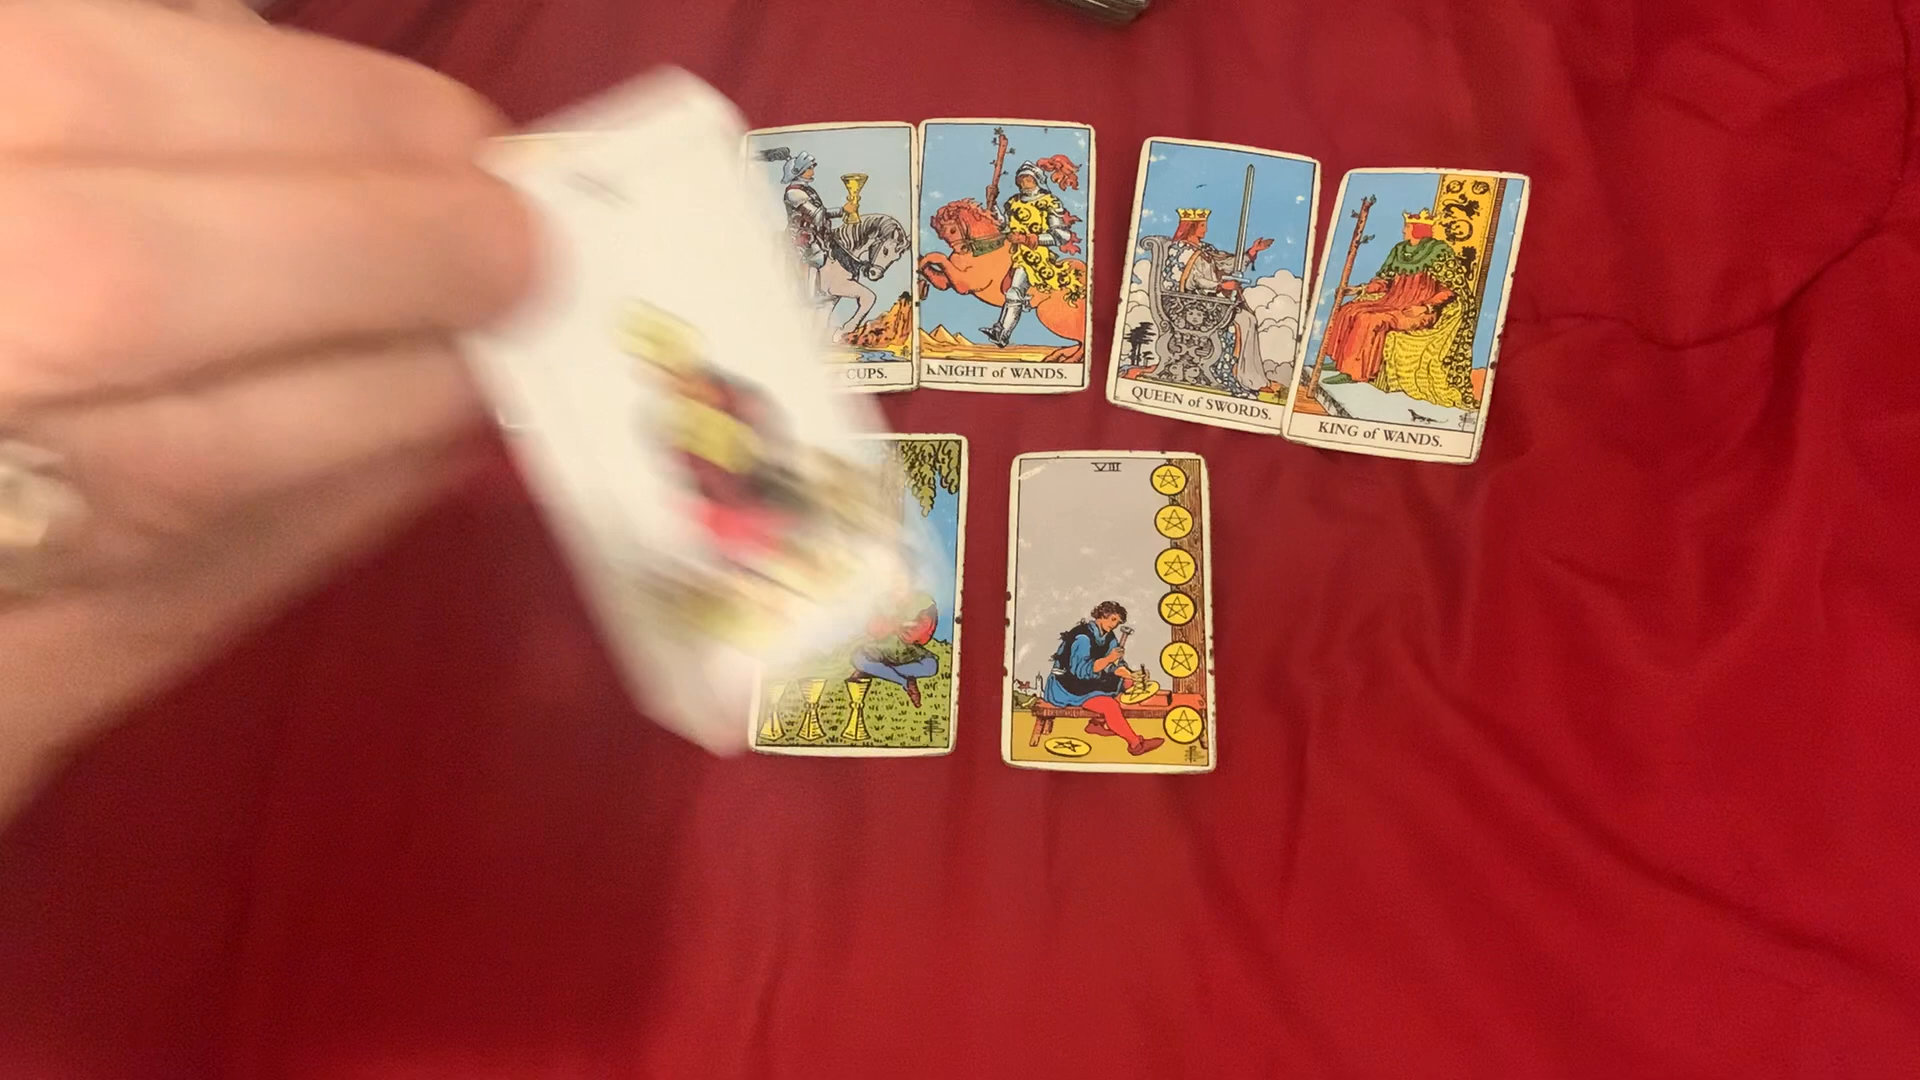 CUPS.
KNIGHT of WANDS.
QUEEN of SWORDS.
KING of WANDS.
VIII